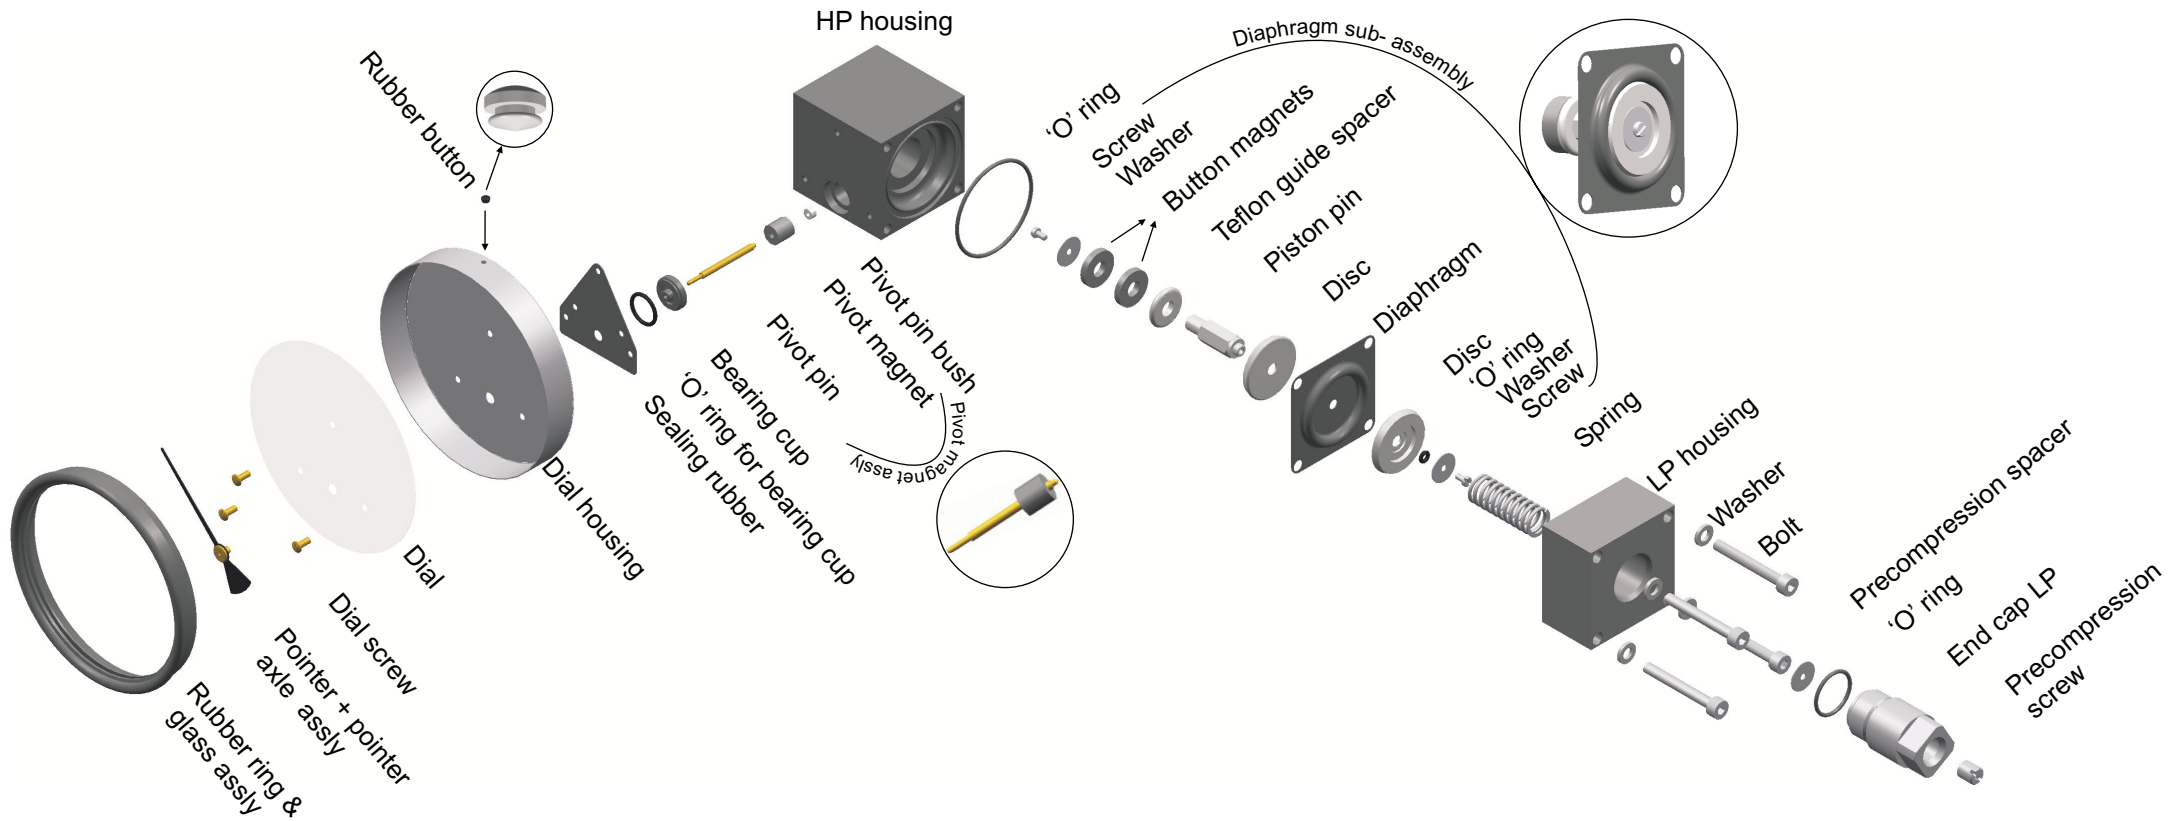 HP housing
Rubber button
Diaphragm sub- assembly
'O' ring
Screw
Washer
Button magnets
Teflon guide spacer
Piston pin
Disc
Diaphragm
Disc
'O' ring
Washer
Screw
Spring
LP housing
Washer
Bolt
Precompression spacer
'O' ring
End cap LP
Precompression
screw
Pivot pin bush
Pivot magnet
Pivot magnet assly
Pivot pin
Bearing cup
'O' ring for bearing cup
Sealing rubber
Dial housing
Dial
Dial screw
Pointer + pointer
axle assly
Rubber ring &
glass assly